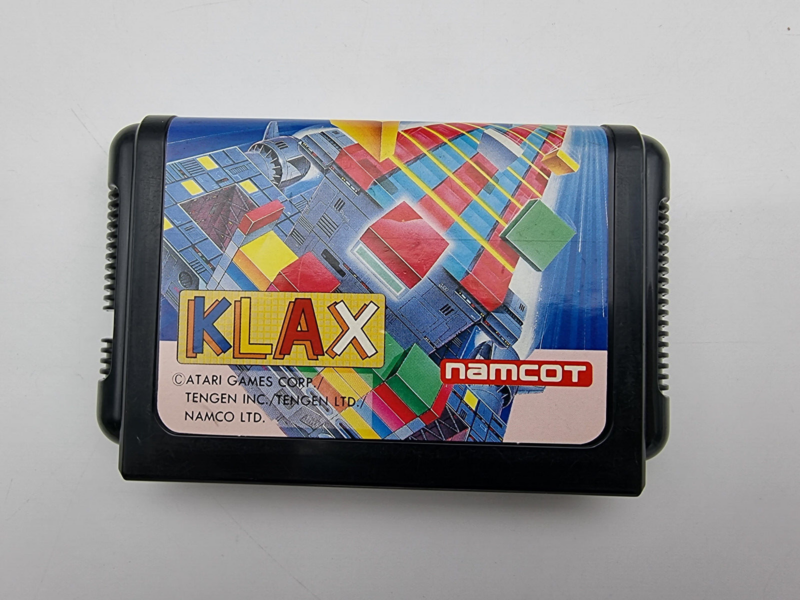 KLAX
namcot
©ATARI GAMES CORP./
TENGEN INC./TENGEN LTD./
NAMCO LTD.